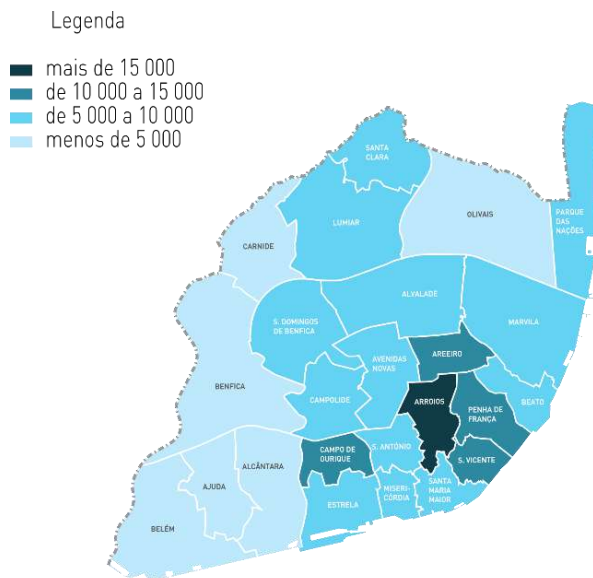 Legenda
mais de 15 000
de 10 000 a 15 000
de 5 000 a 10 000
menos de 5 000
SANTA
CLARA
OLIVAIS
PARQUE
DAS
NAÇÕES
LUMIAR
CARNIDE
ALVALADE
S. DOMINGOS
DE BENFICA
MARVILA
AVENIDAS
NOVAS
AREEIRO
BENFICA
CAMPOLIDE
ARROIOS
BEATO
PENHA DE
FRANÇA
CAMPO DE
OURIQUE
S. ANTÓNIO
S. VICENTE
ALCÂNTARA
AJUDA
MISERI-
CÓRDIA
SANTA
MARIA
MAIOR
ESTRELA
BELÉM